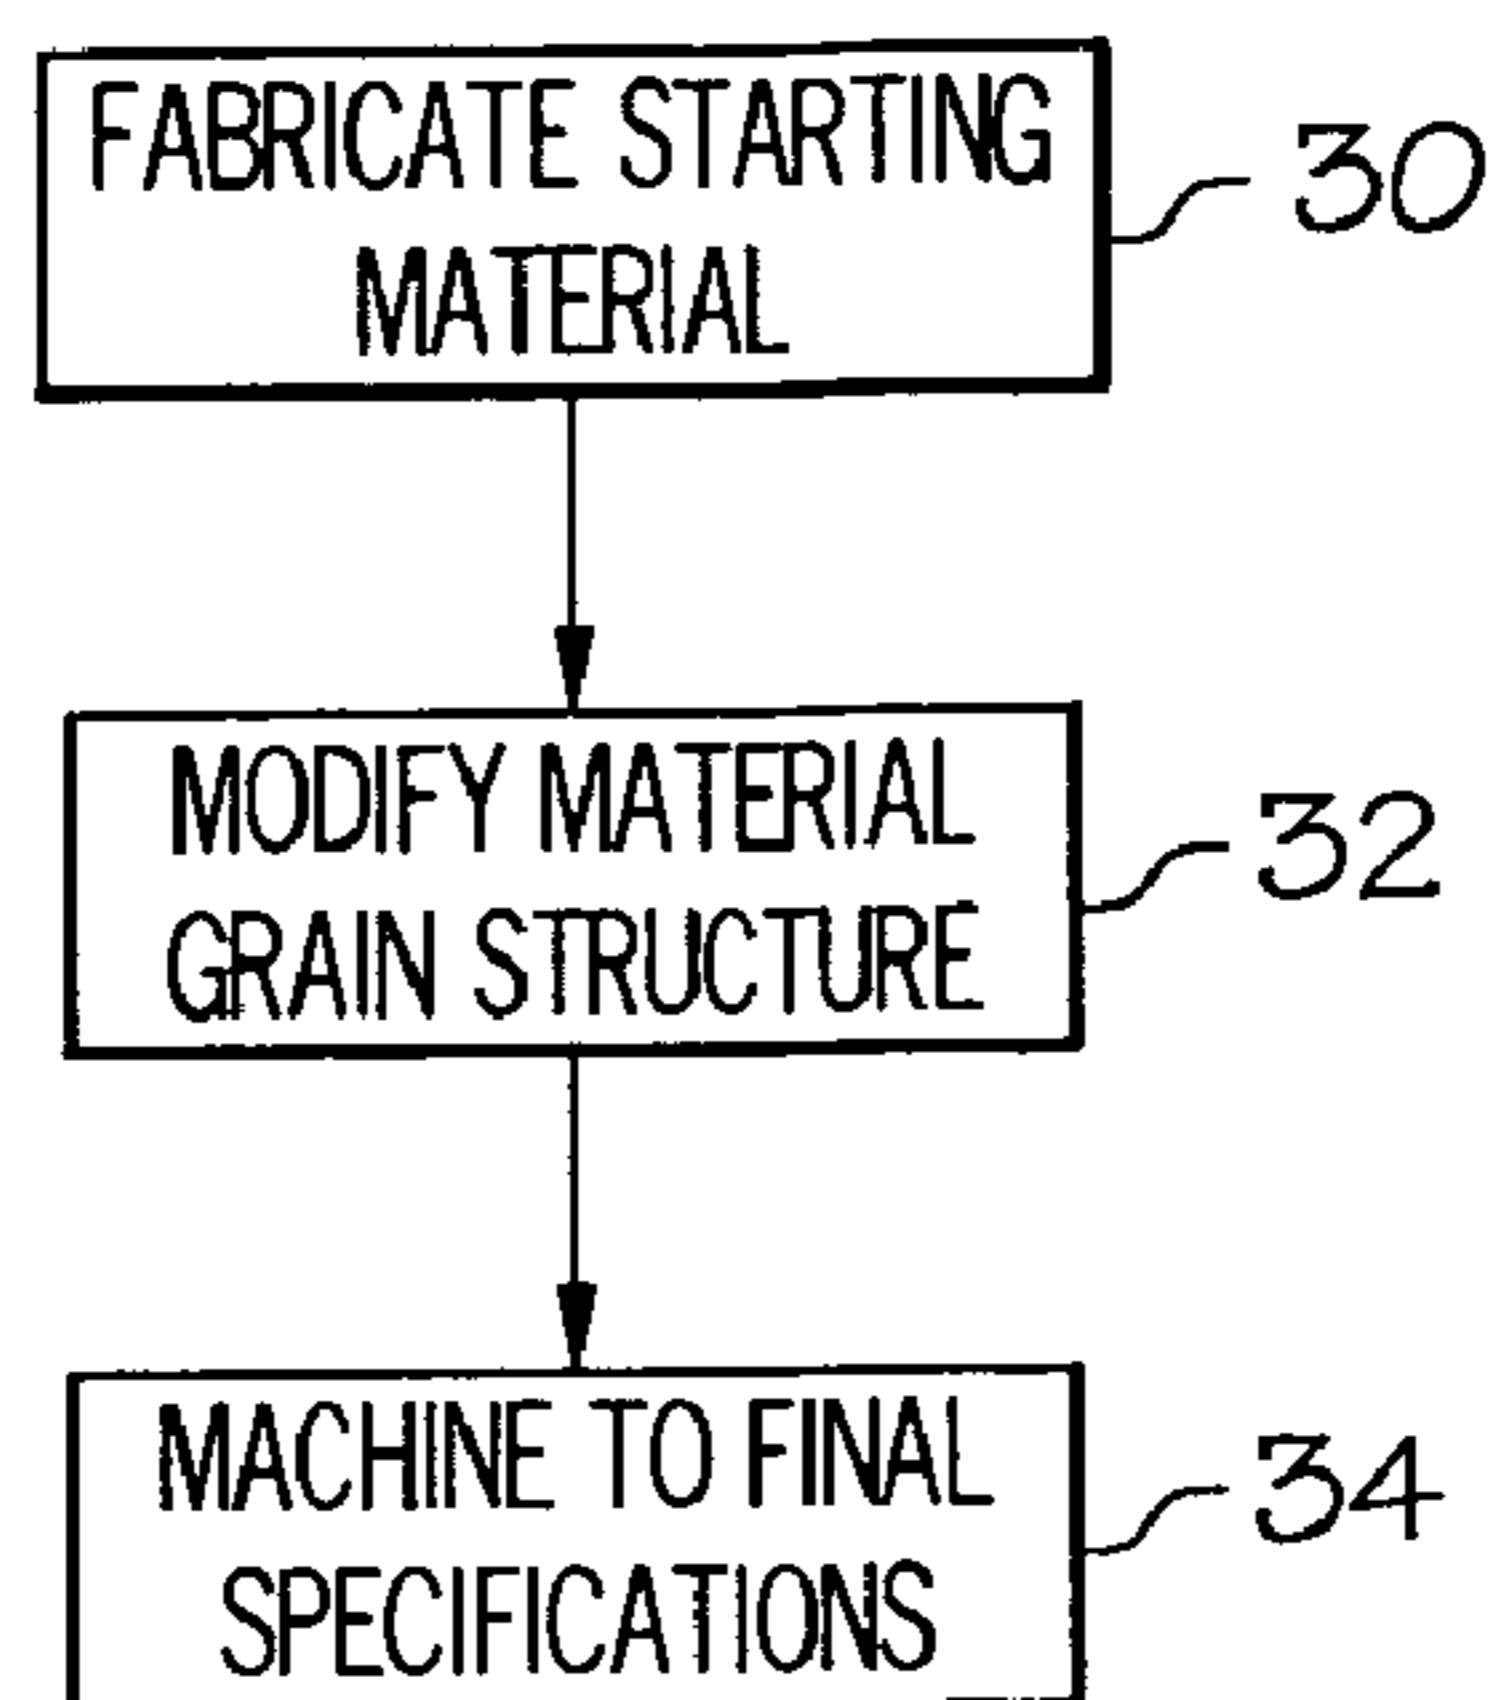 FABRICATE STARTING
MATERIAL
30
MODIFY MATERIAL
GRAIN STRUCTURE
32
MACHINE TO FINAL
SPECIFICATIONS
34